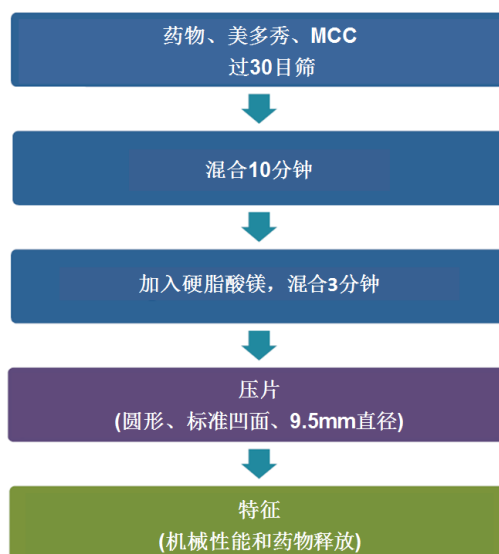 药物、美多秀、MCC
过30目筛
混合10分钟
加入硬脂酸镁，混合3分钟
压片
(圆形、标准凹面、9.5mm直径)
特征
(机械性能和药物释放)